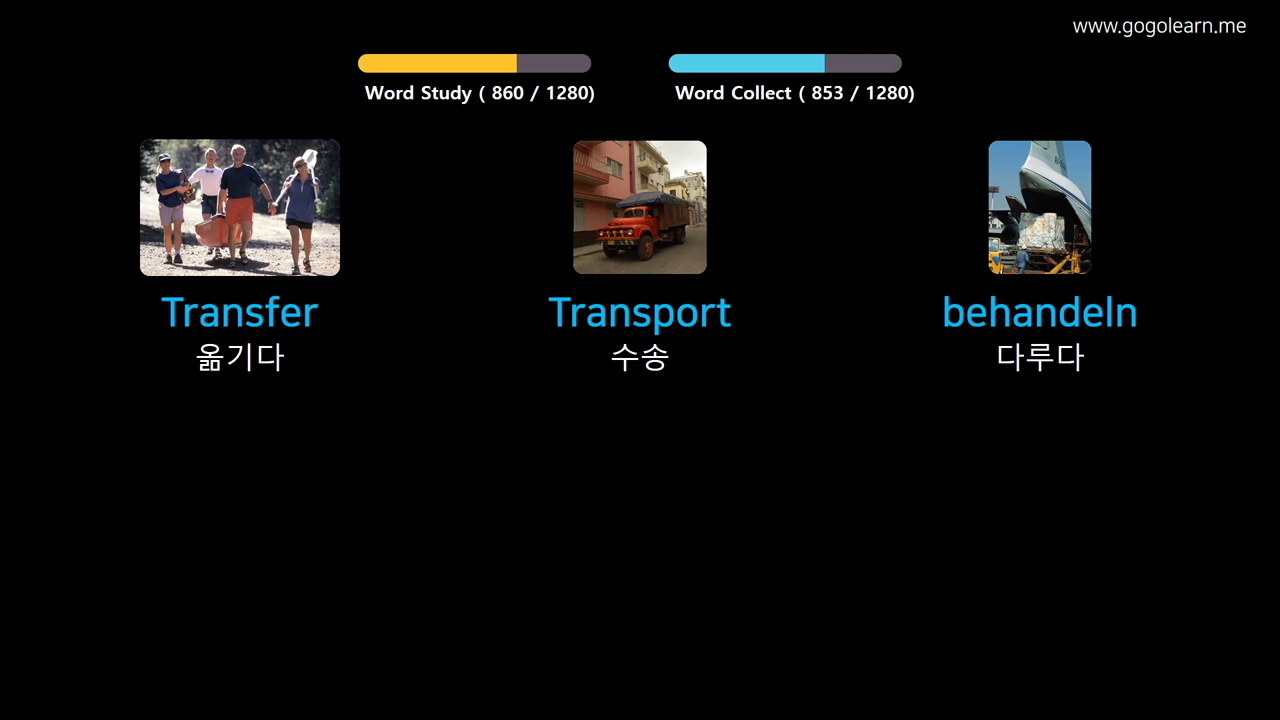 www.gogolearn.me
Word Study ( 860 / 1280)
Word Collect ( 853 / 1280)
Transfer
옮기다
Transport
수송
behandeln
다루다